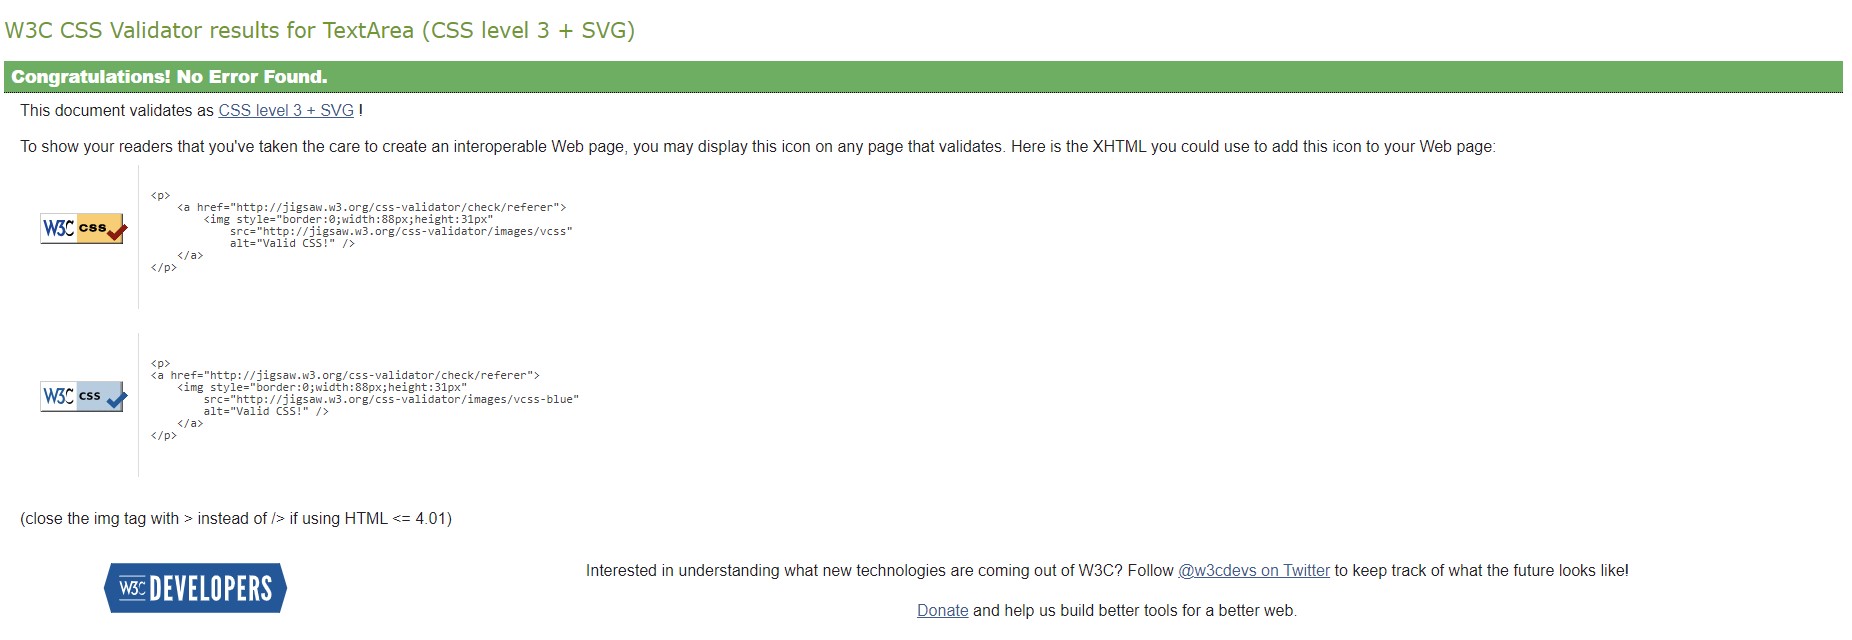 W3C CSS Validator results for TextArea (CSS level 3 + SVG)
Congratulations! No Error Found.
This document validates as CSS level 3 + SVG !
To show your readers that you've taken the care to create an interoperable Web page, you may display this icon on any page that validates. Here is the XHTML you could use to add this icon to your Web page:
W3C css
<p>
<a href="http://jigsaw.w3.org/css-validator/check/referer">
<img style="border:0;width:88px;height:31px"
src="http://jigsaw.w3.org/css-validator/images/vcss"
alt="Valid CSS!" />
</a>
</p>
W3C css
<p>
<a href="http://jigsaw.w3.org/css-validator/check/referer">
<img style="border:0;width:88px;height:31px"
src="http://jigsaw.w3.org/css-validator/images/vcss-blue"
alt="Valid CSS!" />
</a>
</p>
(close the img tag with > instead of /> if using HTML <= 4.01)
W3C DEVELOPERS
Interested in understanding what new technologies are coming out of W3C? Follow @w3cdevs on Twitter to keep track of what the future looks like!
Donate and help us build better tools for a better web.